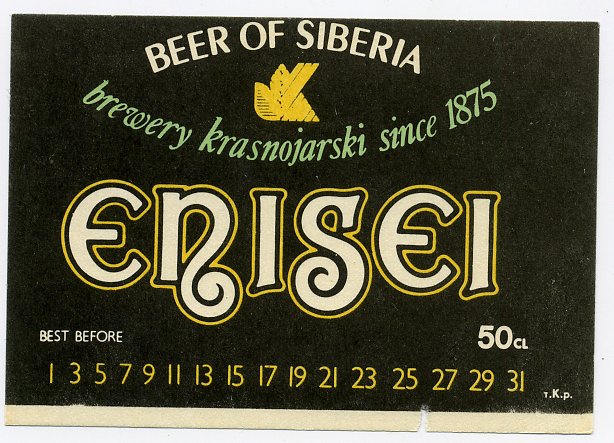 BEER OF SIBERIA
brewery krasnojarski since 1875
ENISEI
BEST BEFORE
50CL
1 3 5 7 9 11 13 15 17 19 21 23 25 27 29 31
т.К.р.